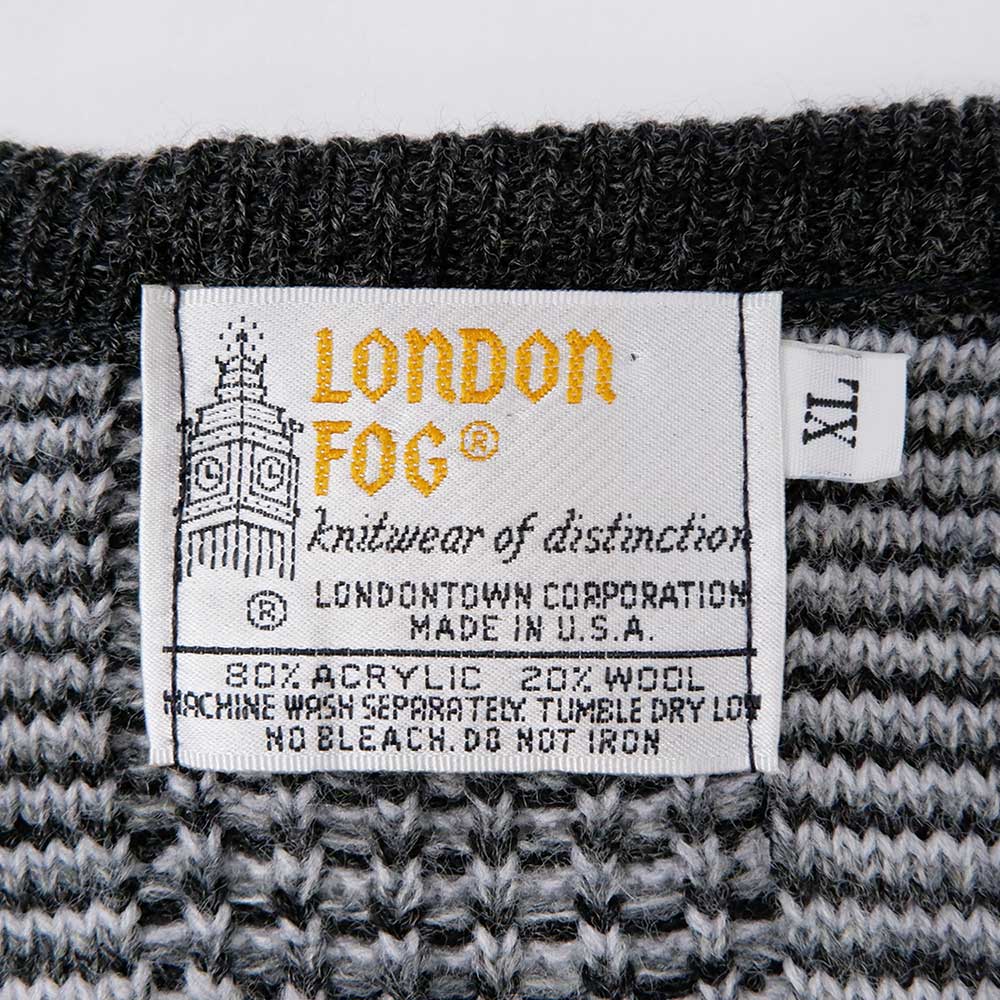 LONDON
FOG®
knitwear of distinction
® LONDONTOWN CORPORATION
MADE IN U.S.A.
80% ACRYLIC 20% WOOL
MACHINE WASH SEPARATELY. TUMBLE DRY LOW
NO BLEACH. DO NOT IRON
XL
L L